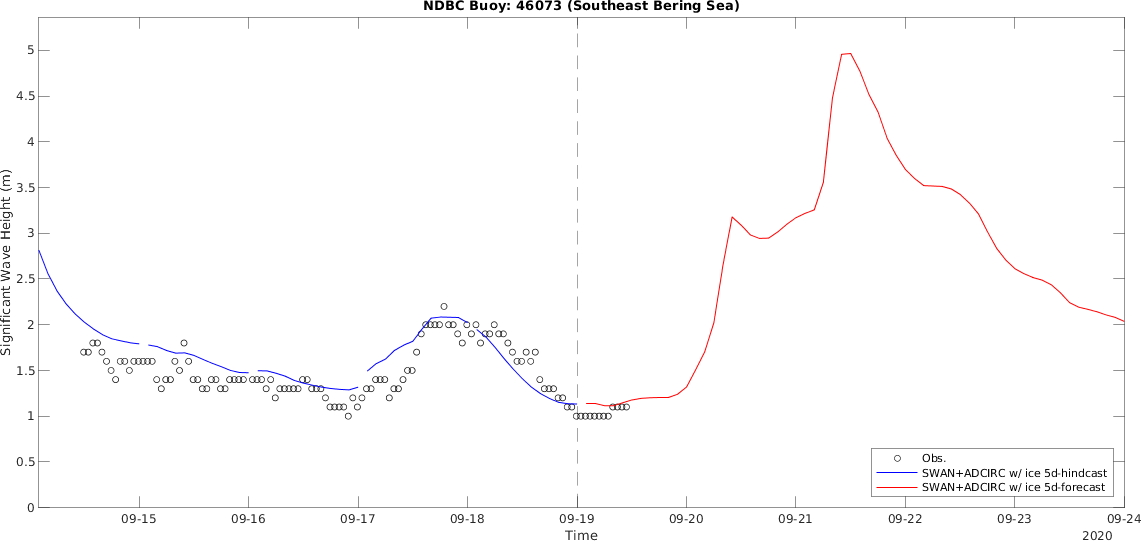 NDBC Buoy: 46073 (Southeast Bering Sea)
Significant Wave Height (m)
5
4.5
4
3.5
3
2.5
2
1.5
1
0.5
0
Obs.
SWAN+ADCIRC w/ ice 5d-hindcast
SWAN+ADCIRC w/ ice 5d-forecast
09-15 09-16 09-17 09-18 09-19 09-20 09-21 09-22 09-23 09-24
Time
2020